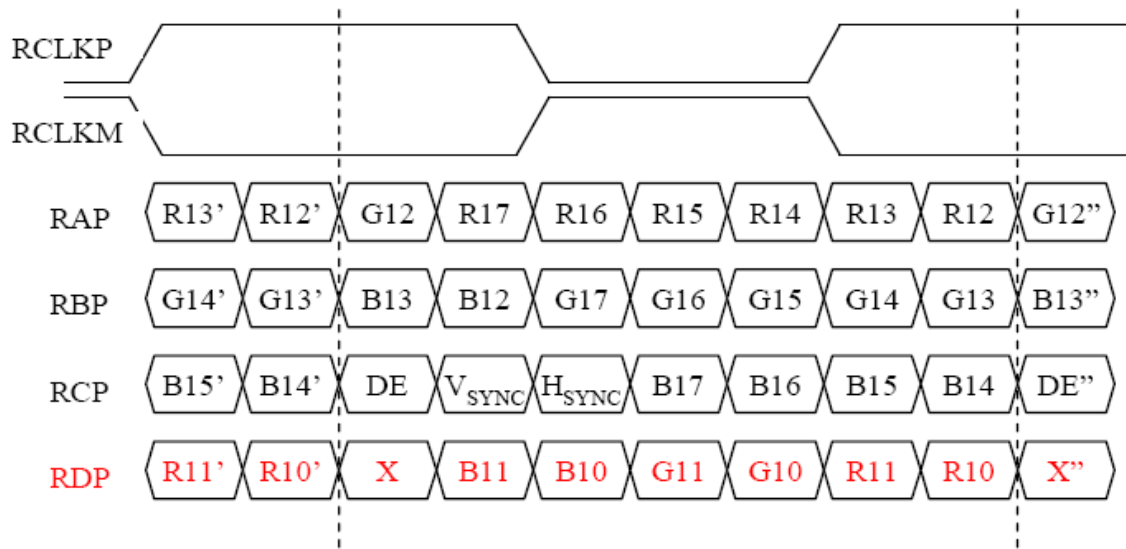 RCLKP
RCLKM
RAP R13’ R12’ G12 R17 R16 R15 R14 R13 R12 G12”
RBP G14’ G13’ B13 B12 G17 G16 G15 G14 G13 B13”
RCP B15’ B14’ DE VSYNC HSYNC B17 B16 B15 B14 DE”
RDP R11’ R10’ X B11 B10 G11 G10 R11 R10 X”